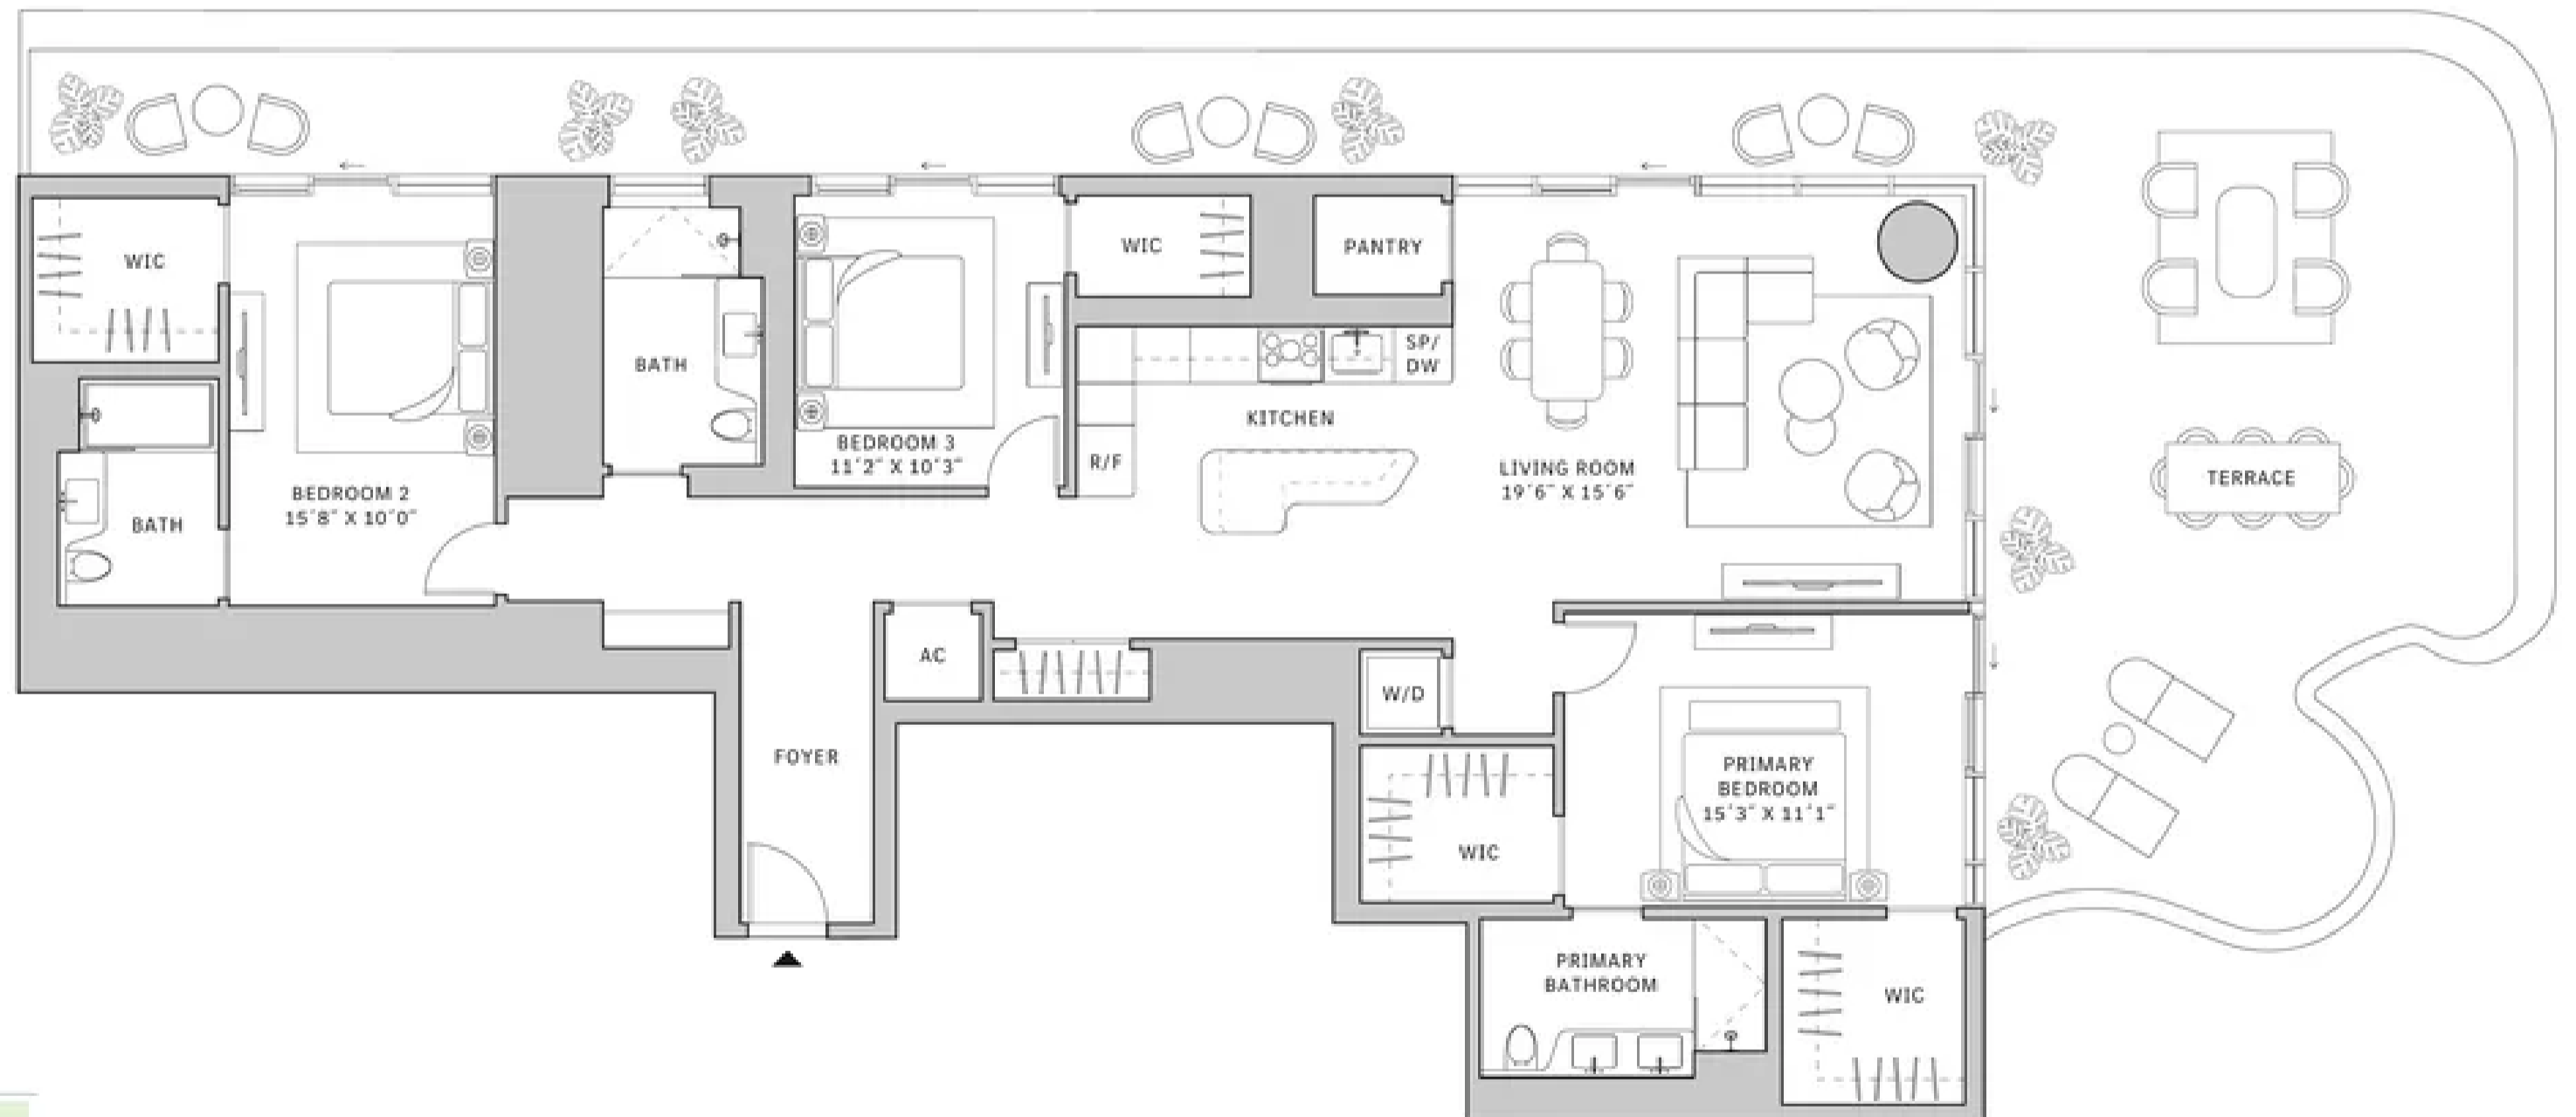 WIC
WIC
PANTRY
SP/
DW
BATH
KITCHEN
BEDROOM 3
11'2" X 10'3"
R/F
LIVING ROOM
19'6" X 15'6"
TERRACE
BEDROOM 2
15'8" X 10'0"
BATH
AC
W/D
FOYER
PRIMARY
BEDROOM
15'3" X 11'1"
WIC
PRIMARY
BATHROOM
WIC